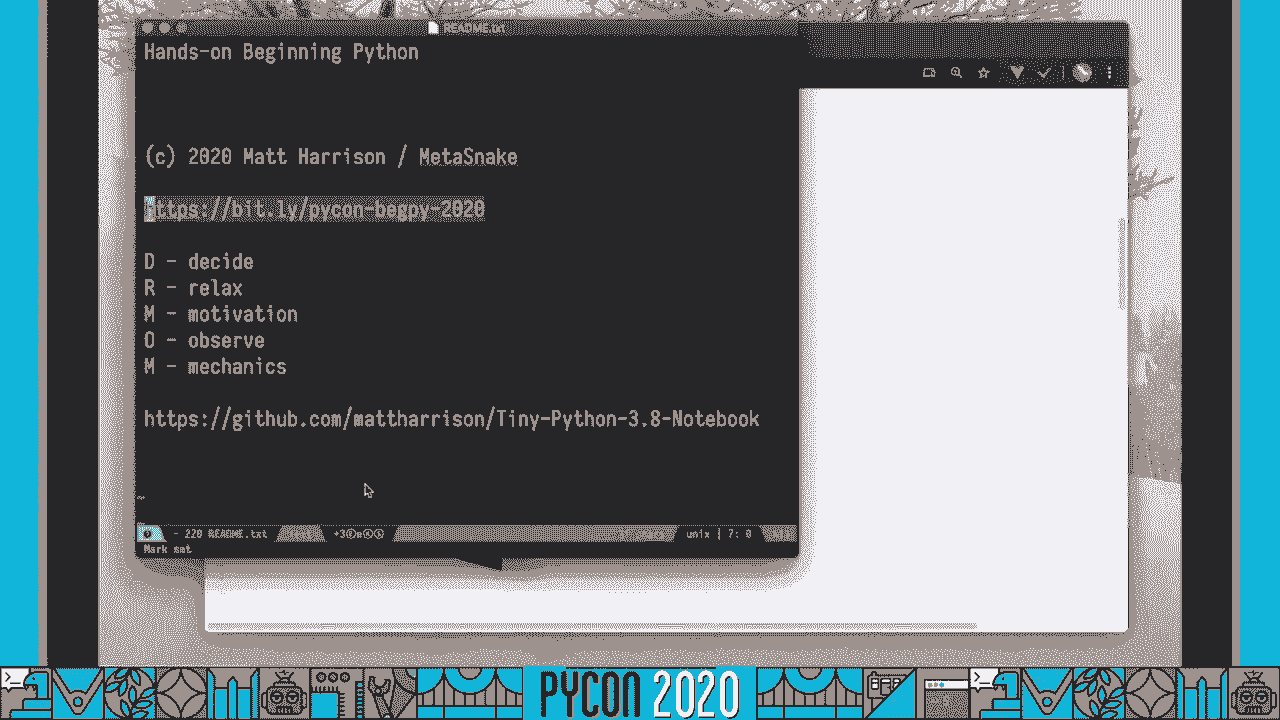 README.txt
Hands-on Beginning Python
(c) 2020 Matt Harrison / MetaSnake
https://bit.ly/pycon-begpy-2020
D - decide
R - relax
M - motivation
O - observe
M - mechanics
https://github.com/mattharrison/Tiny-Python-3.8-Notebook
- 220 README.txt
unix | 7: 0
Mark set
PYCON 2020